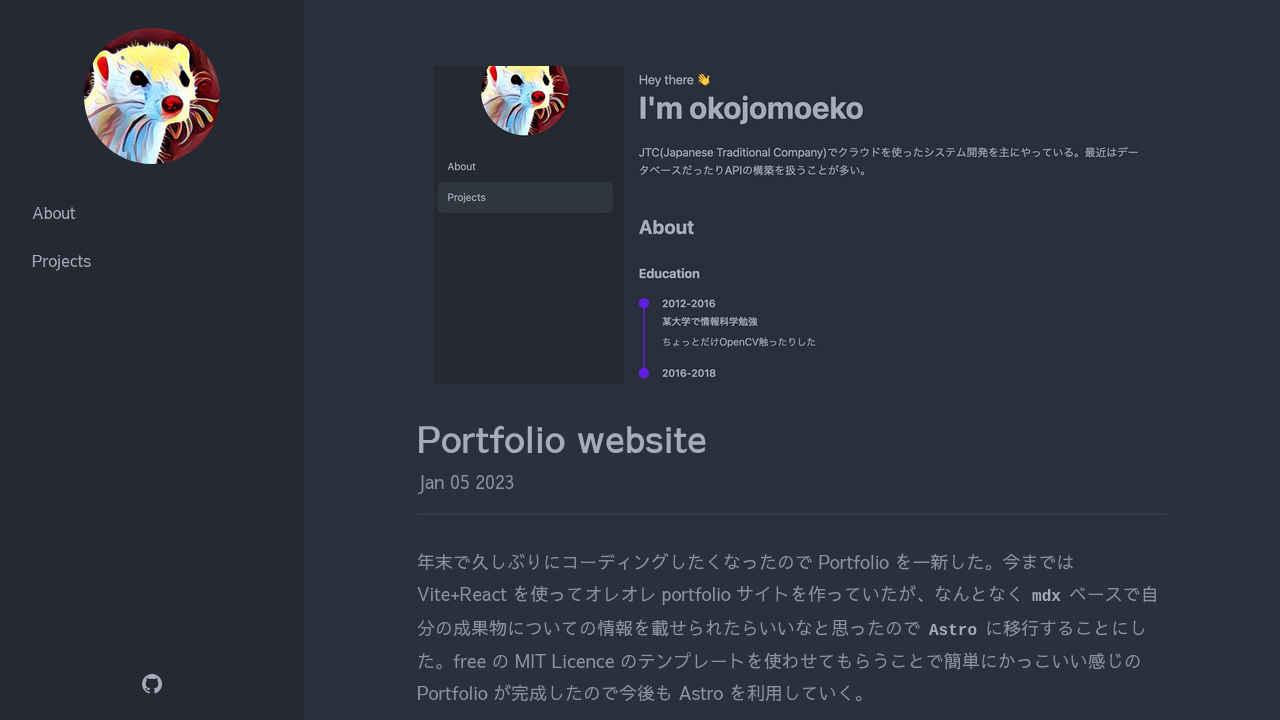 About
Projects
About
Projects
Hey there 👋
I'm okojomoeko
JTC(Japanese Traditional Company)でクラウドを使ったシステム開発を主にやっている。最近はデー
タベースだったりAPIの構築を扱うことが多い。
About
Education
2012-2016
某大学で情報科学勉強
ちょっとだけOpenCV触ったりした
2016-2018
Portfolio website
Jan 05 2023
年末で久しぶりにコーディングしたくなったので Portfolio を一新した。今までは
Vite+React を使ってオレオレ portfolio サイトを作っていたが、なんとなく mdx ベースで自
分の成果物についての情報を載せられたらいいなと思ったので Astro に移行することにし
た。free の MIT Licence のテンプレートを使わせてもらうことで簡単にかっこいい感じの
Portfolio が完成したので今後も Astro を利用していく。